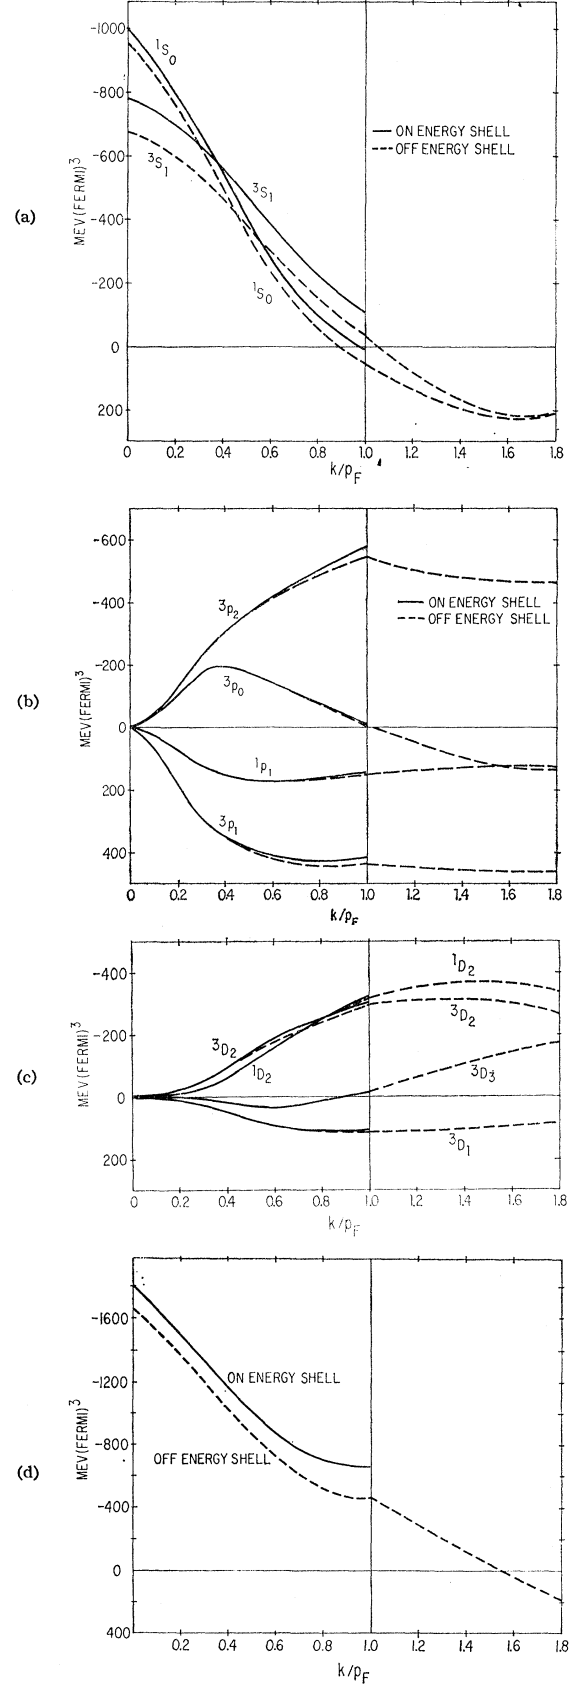 (a)
MEV(FERMI)³
-1000
-800
-600
-400
-200
0
200
¹S₀
³S₁
³S₁
¹S₀
ON ENERGY SHELL
OFF ENERGY SHELL
0 0.2 0.4 0.6 0.8 1.0 1.2 1.4 1.6 1.8
k/p_F
(b)
MEV(FERMI)³
-600
-400
-200
0
200
400
³P₂
³P₀
¹P₁
³P₁
ON ENERGY SHELL
OFF ENERGY SHELL
0 0.2 0.4 0.6 0.8 1.0 1.2 1.4 1.6 1.8
k/p_F
(c)
MEV(FERMI)³
-400
-200
0
200
¹D₂
³D₂
³D₂
¹D₂
³D₃
³D₁
0 0.2 0.4 0.6 0.8 1.0 1.2 1.4 1.6 1.8
k/p_F
(d)
MEV(FERMI)³
-1600
-1200
-800
-400
0
400
ON ENERGY SHELL
OFF ENERGY SHELL
0.2 0.4 0.6 0.8 1.0 1.2 1.4 1.6 1.8
k/p_F